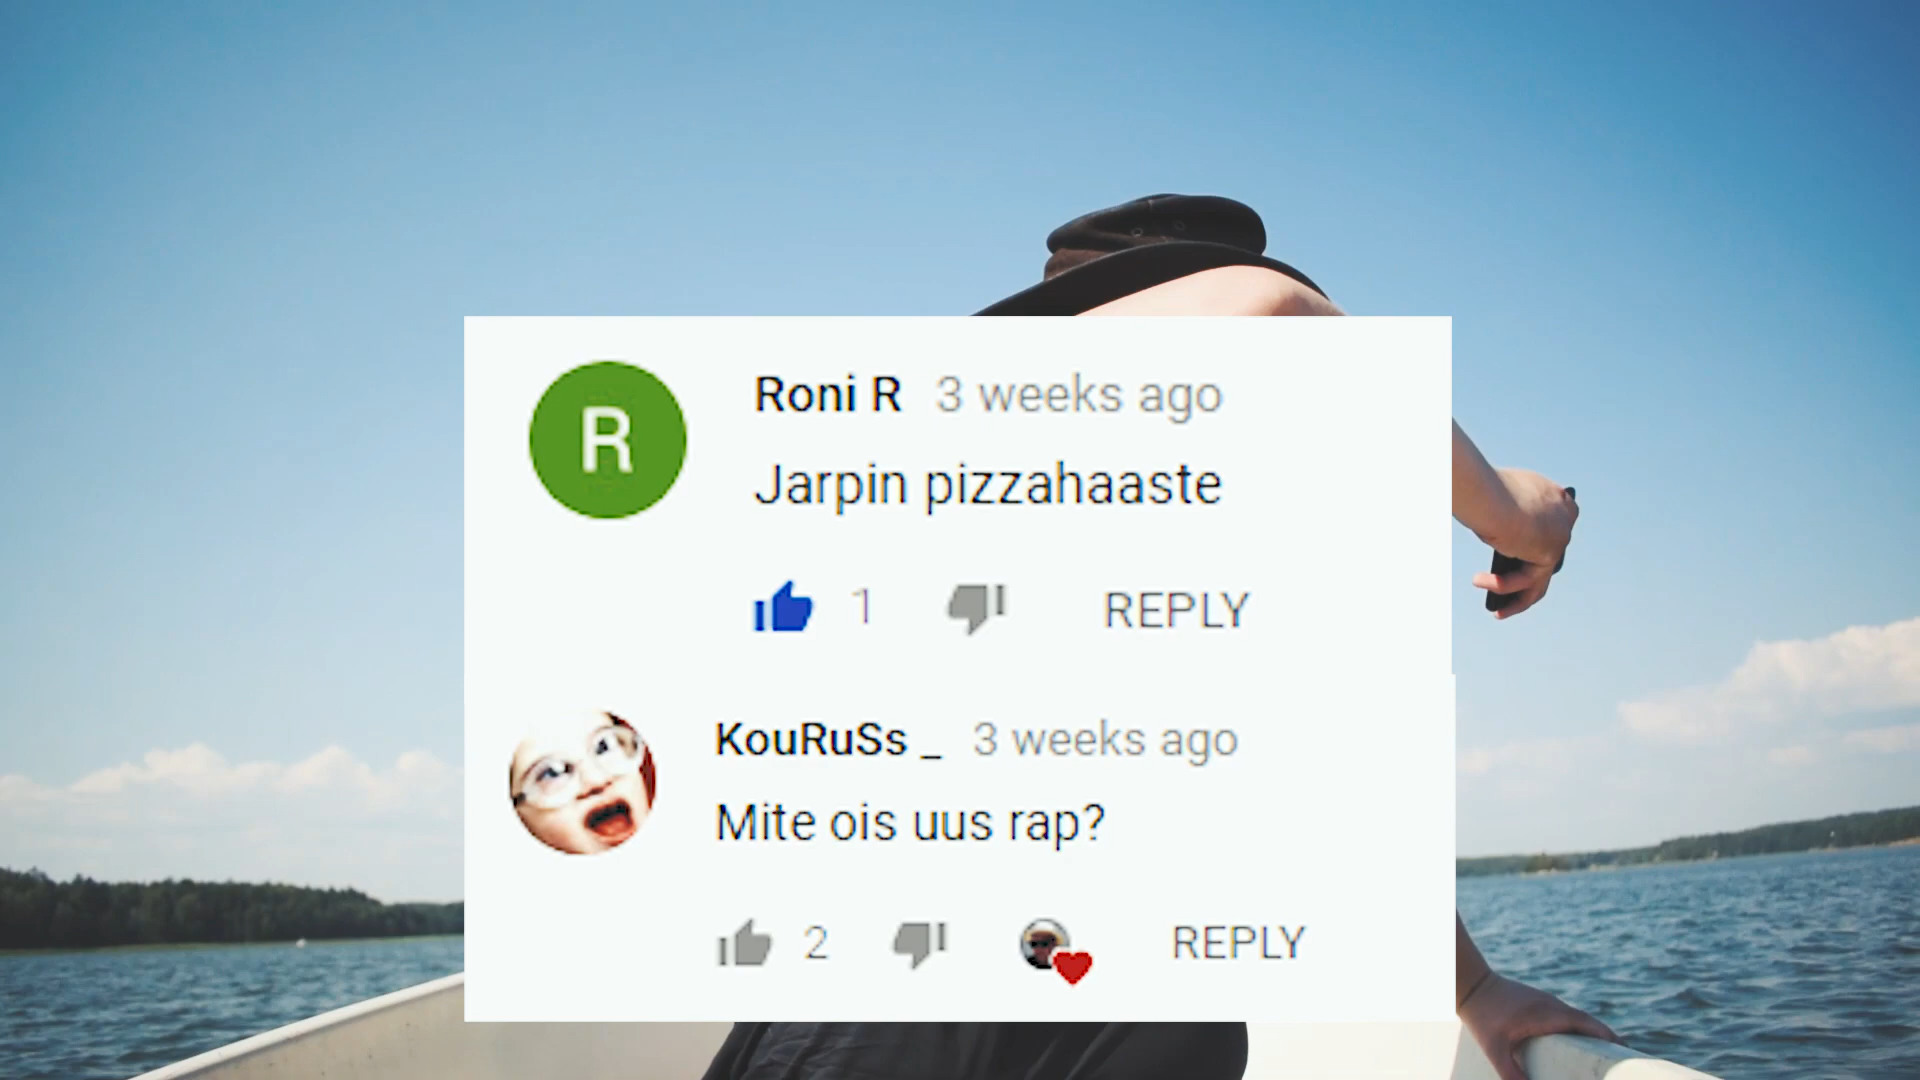 R
Roni R 3 weeks ago
Jarpin pizzahaaste
1 REPLY
KouRuSs _ 3 weeks ago
Mite ois uus rap?
2 REPLY